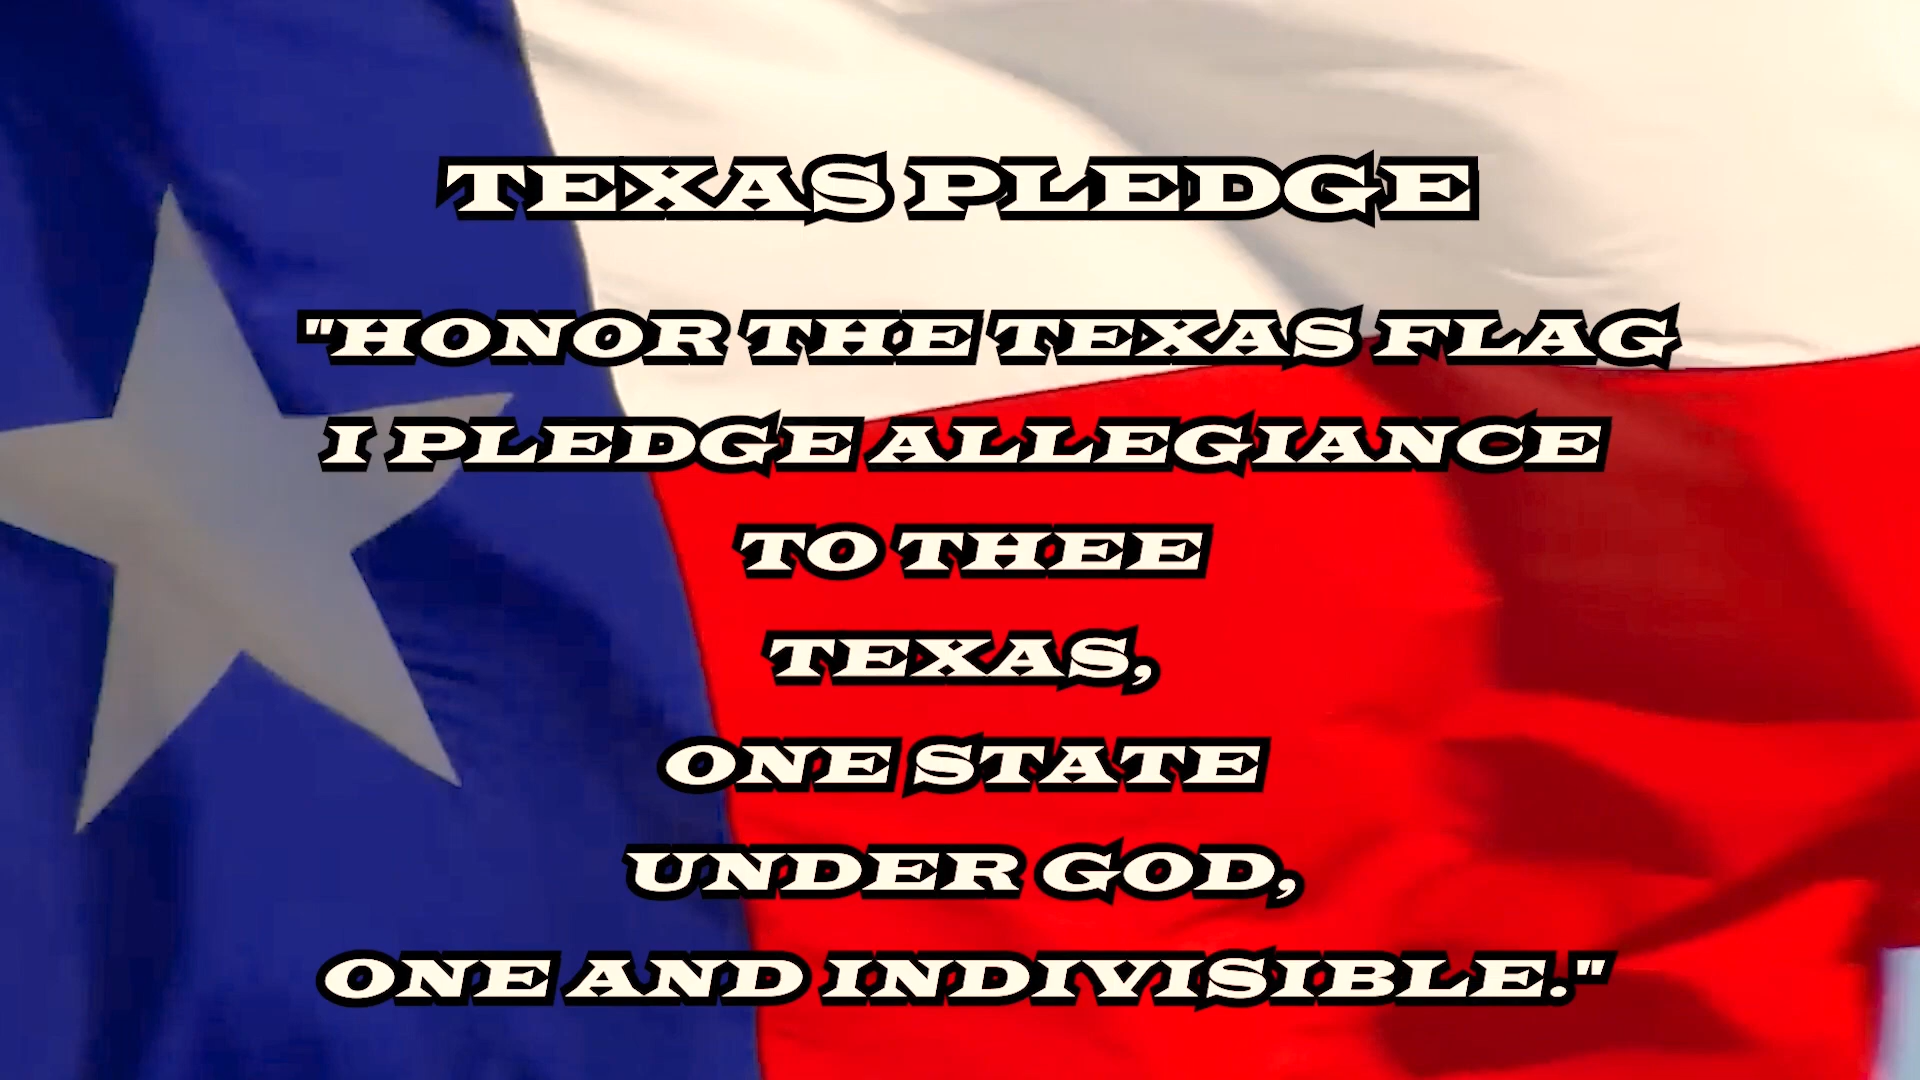 TEXAS PLEDGE
"HONOR THE TEXAS FLAG
I PLEDGE ALLEGIANCE
TO THEE
TEXAS,
ONE STATE
UNDER GOD,
ONE AND INDIVISIBLE."